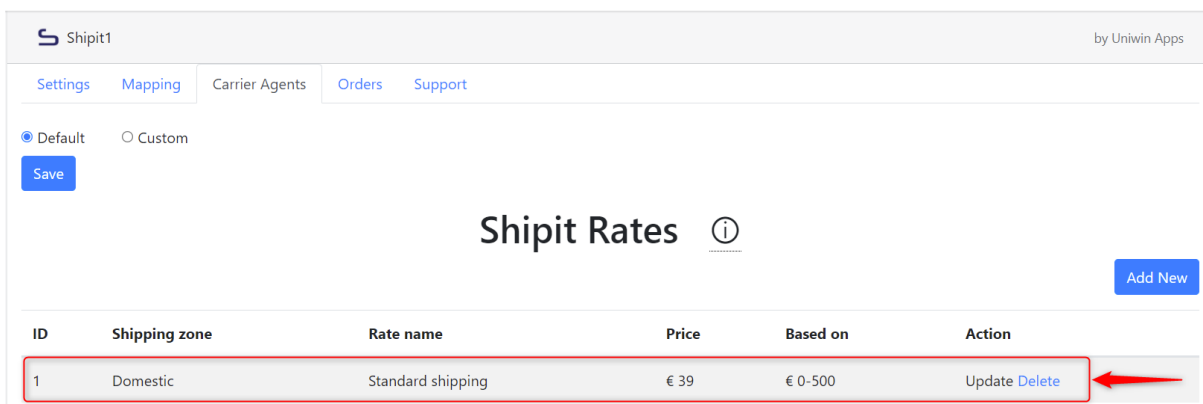 Shipit1 by Uniwin Apps
Settings Mapping Carrier Agents Orders Support
Default Custom
Save
Shipit Rates
Add New
ID Shipping zone Rate name Price Based on Action
1 Domestic Standard shipping € 39 € 0-500 Update Delete